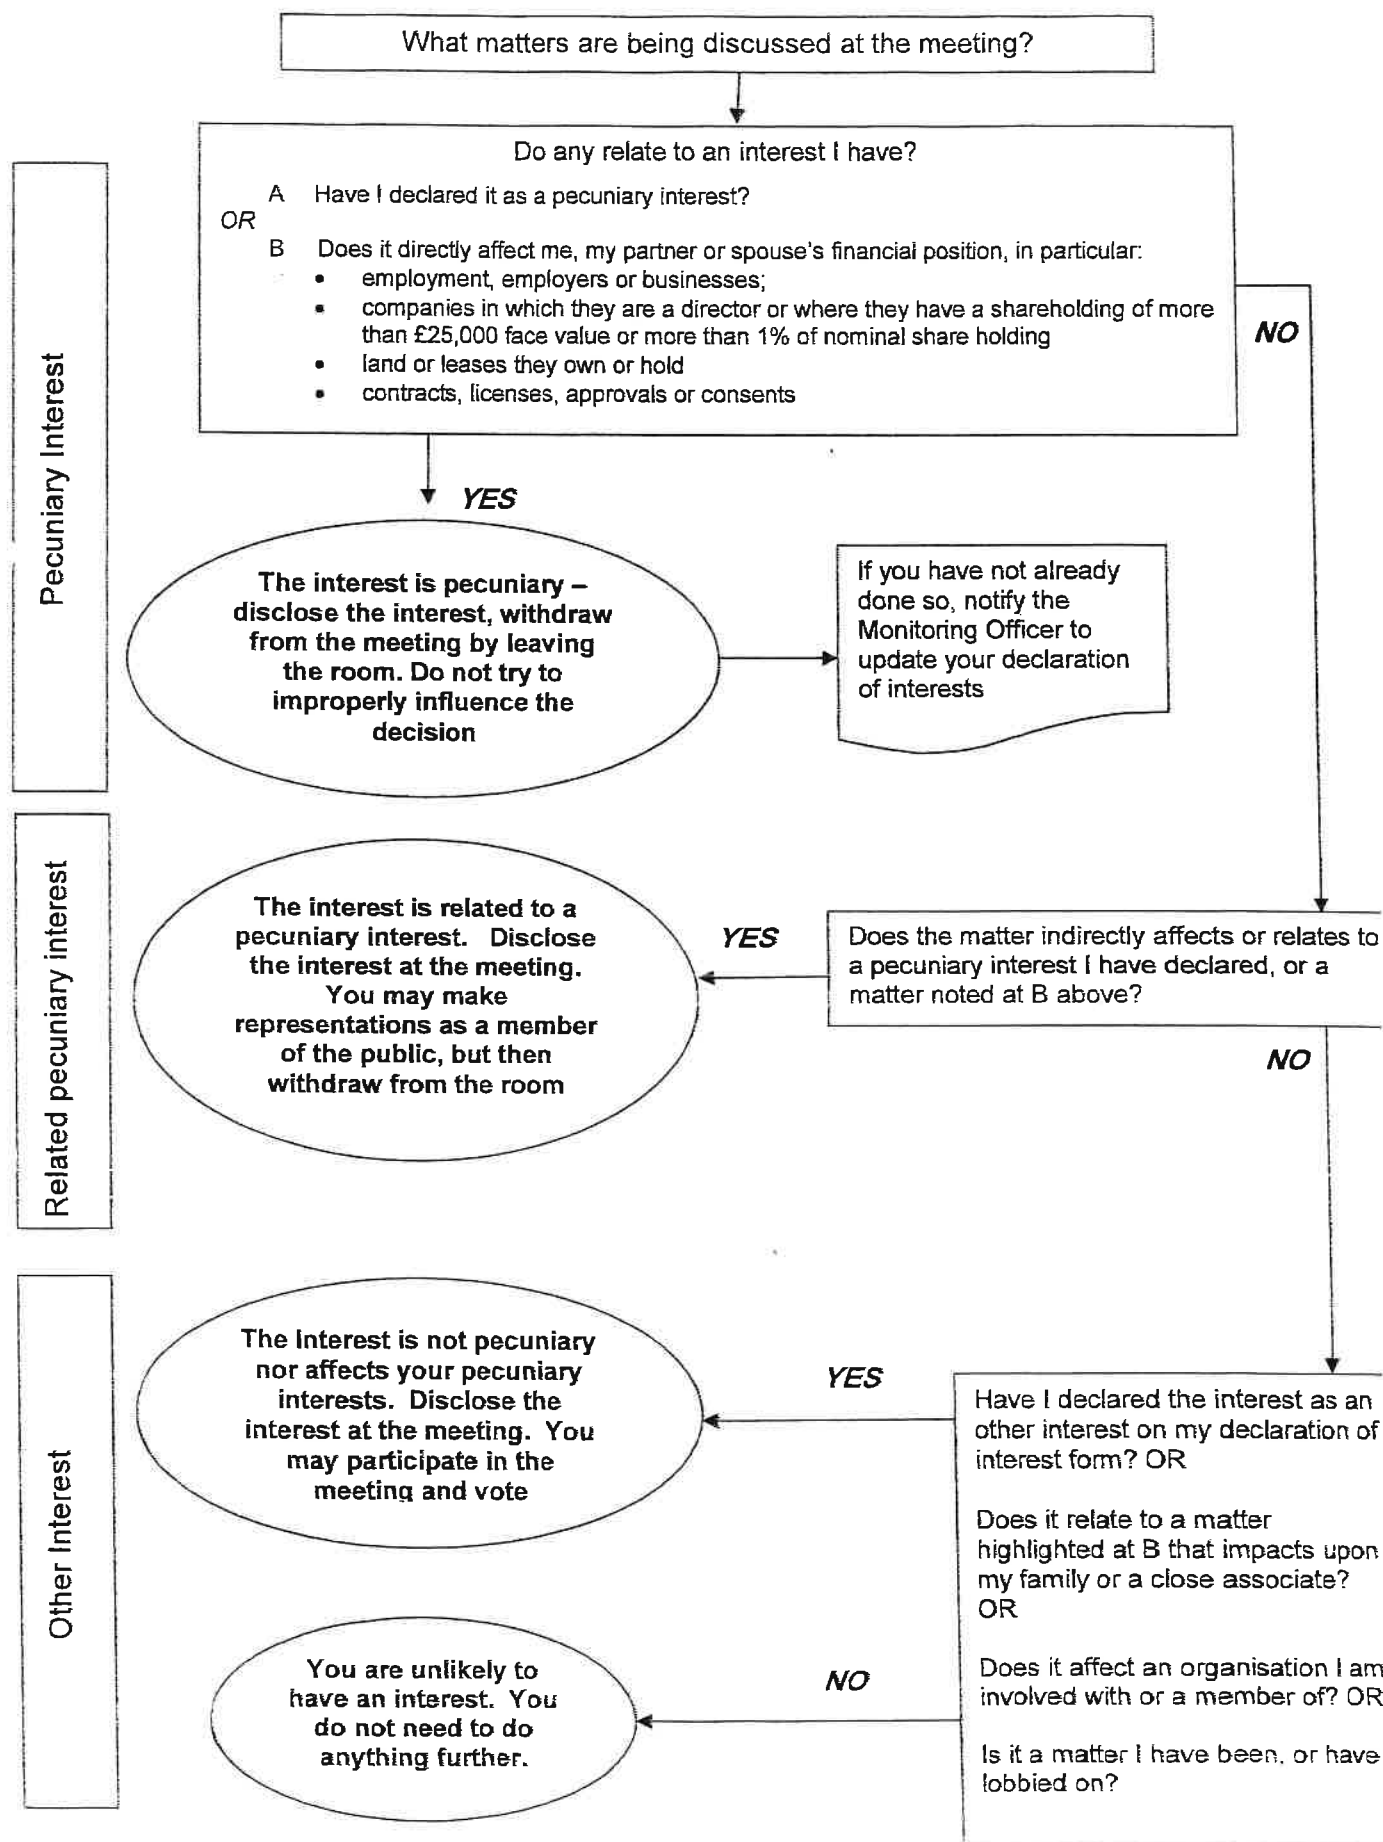 What matters are being discussed at the meeting?
Do any relate to an interest I have?
A Have I declared it as a pecuniary interest?
OR
B Does it directly affect me, my partner or spouse's financial position, in particular:
• employment, employers or businesses;
• companies in which they are a director or where they have a shareholding of more
than £25,000 face value or more than 1% of nominal share holding
• land or leases they own or hold
• contracts, licenses, approvals or consents
NO
Pecuniary Interest
YES
The interest is pecuniary –
disclose the interest, withdraw
from the meeting by leaving
the room. Do not try to
improperly influence the
decision
If you have not already
done so, notify the
Monitoring Officer to
update your declaration
of interests
Related pecuniary interest
The interest is related to a
pecuniary interest. Disclose
the interest at the meeting.
You may make
representations as a member
of the public, but then
withdraw from the room
YES
Does the matter indirectly affects or relates to
a pecuniary interest I have declared, or a
matter noted at B above?
NO
Other Interest
The Interest is not pecuniary
nor affects your pecuniary
interests. Disclose the
interest at the meeting. You
may participate in the
meeting and vote
YES
Have I declared the interest as an
other interest on my declaration of
interest form? OR
Does it relate to a matter
highlighted at B that impacts upon
my family or a close associate?
OR
Does it affect an organisation I am
involved with or a member of? OR
Is it a matter I have been, or have
lobbied on?
NO
You are unlikely to
have an interest. You
do not need to do
anything further.